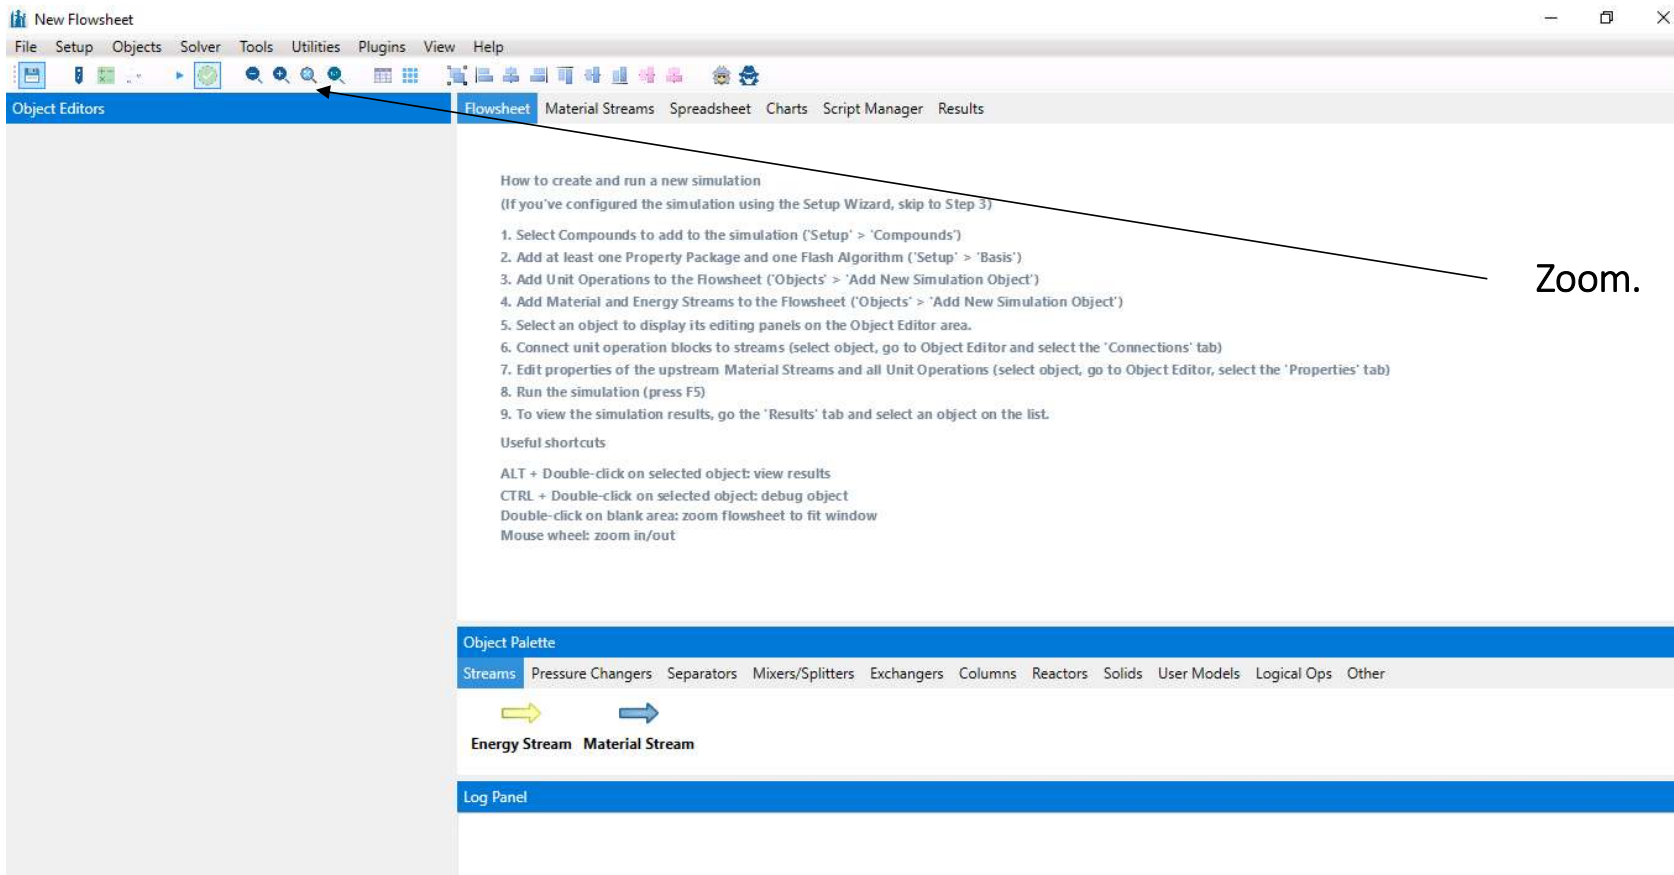 New Flowsheet
File Setup Objects Solver Tools Utilities Plugins View Help
Object Editors
Flowsheet Material Streams Spreadsheet Charts Script Manager Results
How to create and run a new simulation
(If you've configured the simulation using the Setup Wizard, skip to Step 3)
1. Select Compounds to add to the simulation ('Setup' > 'Compounds')
2. Add at least one Property Package and one Flash Algorithm ('Setup' > 'Basis')
3. Add Unit Operations to the Flowsheet ('Objects' > 'Add New Simulation Object')
4. Add Material and Energy Streams to the Flowsheet ('Objects' > 'Add New Simulation Object')
5. Select an object to display its editing panels on the Object Editor area.
6. Connect unit operation blocks to streams (select object, go to Object Editor and select the 'Connections' tab)
7. Edit properties of the upstream Material Streams and all Unit Operations (select object, go to Object Editor, select the 'Properties' tab)
8. Run the simulation (press F5)
9. To view the simulation results, go the 'Results' tab and select an object on the list.
Useful shortcuts
ALT + Double-click on selected object: view results
CTRL + Double-click on selected object: debug object
Double-click on blank area: zoom flowsheet to fit window
Mouse wheel: zoom in/out
Zoom.
Object Palette
Streams Pressure Changers Separators Mixers/Splitters Exchangers Columns Reactors Solids User Models Logical Ops Other
Energy Stream Material Stream
Log Panel